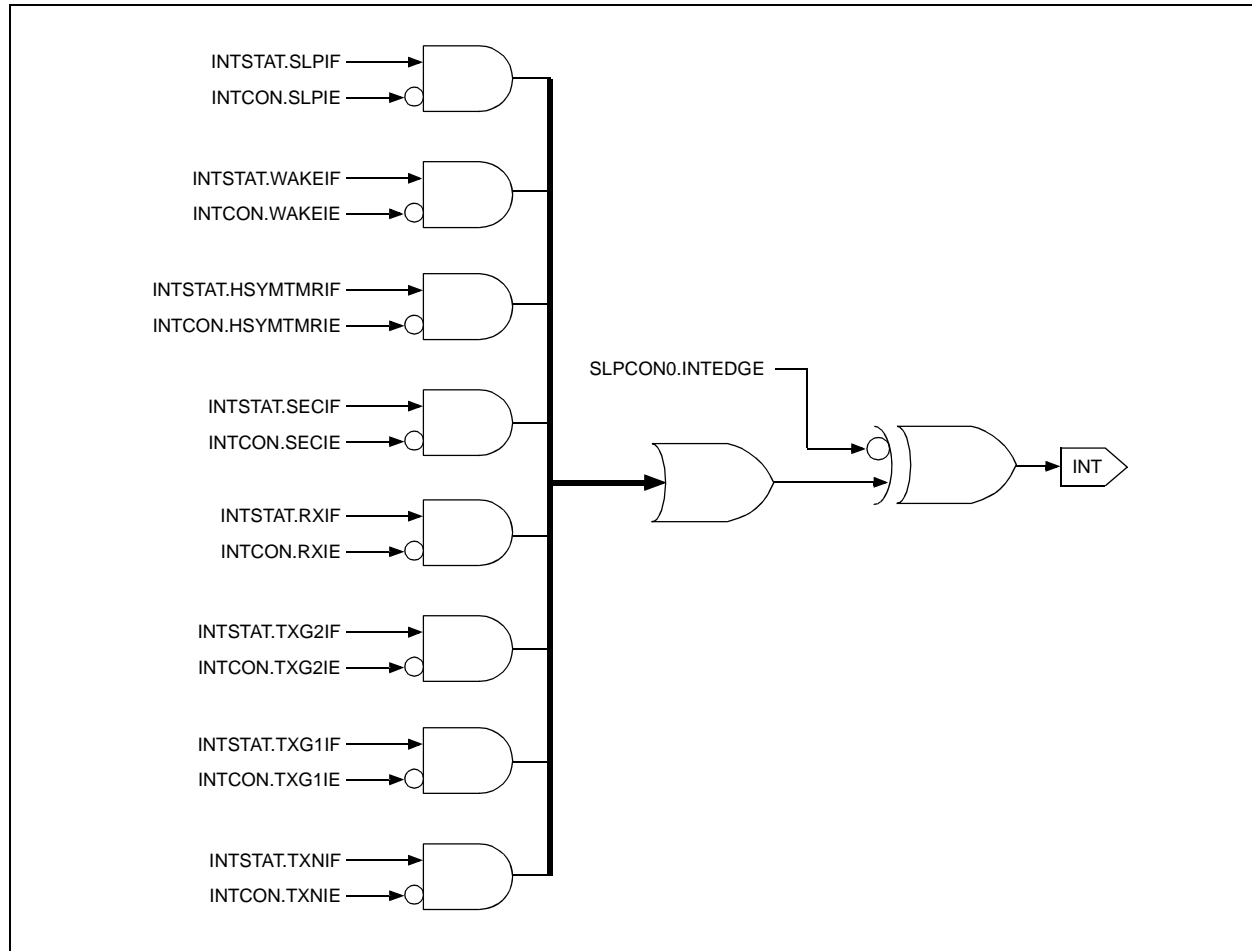 INTSTAT.SLPIF
INTCON.SLPIE
INTSTAT.WAKEIF
INTCON.WAKEIE
INTSTAT.HSYMTMRIF
INTCON.HSYMTMRIE
SLPCON0.INTEDGE
INTSTAT.SECIF
INTCON.SECIE
INT
INTSTAT.RXIF
INTCON.RXIE
INTSTAT.TXG2IF
INTCON.TXG2IE
INTSTAT.TXG1IF
INTCON.TXG1IE
INTSTAT.TXNIF
INTCON.TXNIE